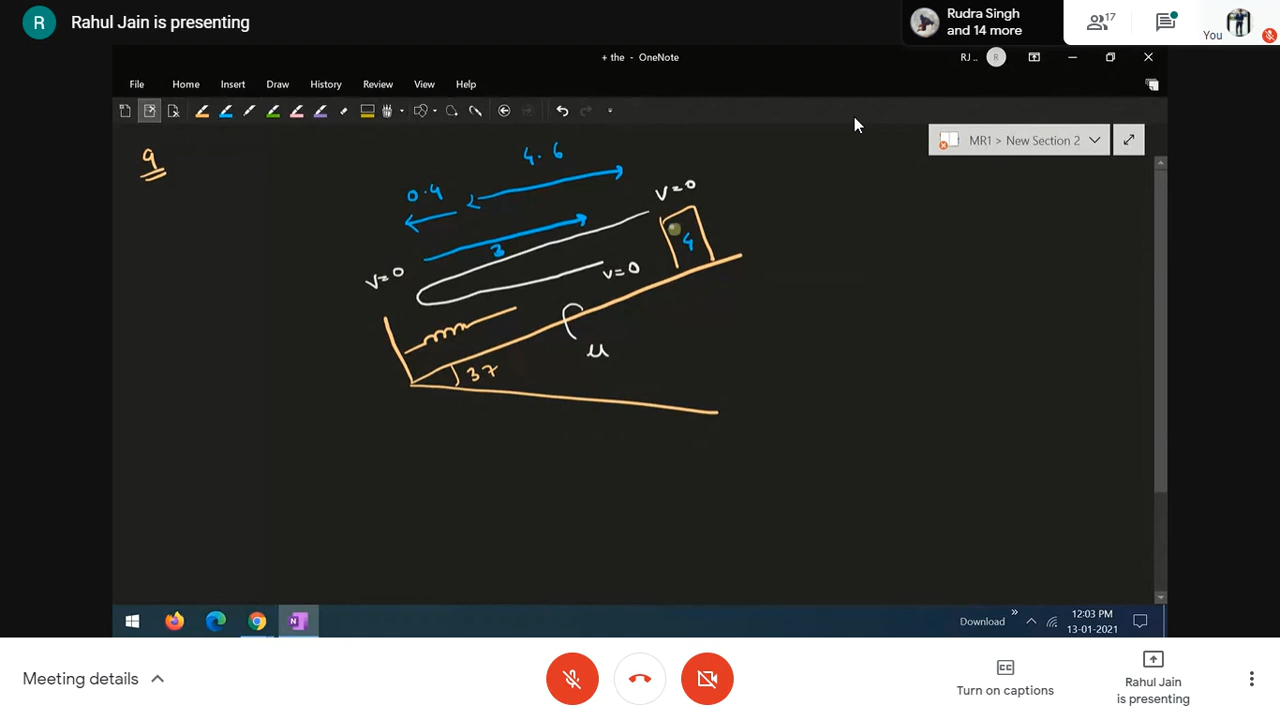 R Rahul Jain is presenting
Rudra Singh
and 14 more
17
You
+ the - OneNote
RJ ..
R
File Home Insert Draw History Review View Help
MR1 > New Section 2
9
4.6
0.4
V=0
3
4
V=0
V=0
μ
37
N
Download
12:03 PM
13-01-2021
Meeting details
CC
Turn on captions
Rahul Jain
is presenting